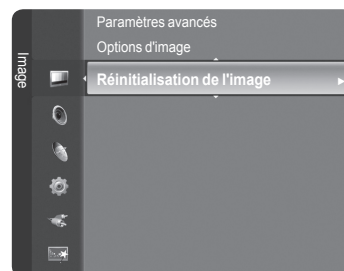 Image
Paramètres avancés
Options d'image
Réinitialisation de l'image